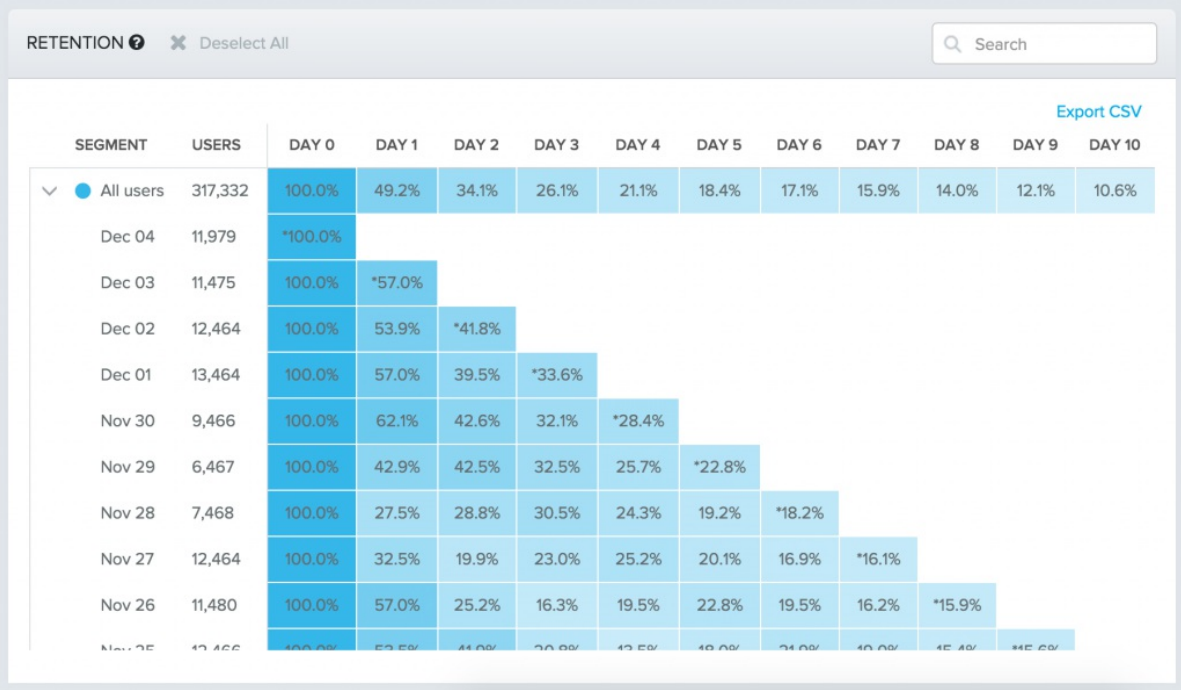 RETENTION ? Deselect All Search
Export CSV
SEGMENT USERS DAY 0 DAY 1 DAY 2 DAY 3 DAY 4 DAY 5 DAY 6 DAY 7 DAY 8 DAY 9 DAY 10
All users 317,332 100.0% 49.2% 34.1% 26.1% 21.1% 18.4% 17.1% 15.9% 14.0% 12.1% 10.6%
Dec 04 11,979 *100.0%
Dec 03 11,475 100.0% *57.0%
Dec 02 12,464 100.0% 53.9% *41.8%
Dec 01 13,464 100.0% 57.0% 39.5% *33.6%
Nov 30 9,466 100.0% 62.1% 42.6% 32.1% *28.4%
Nov 29 6,467 100.0% 42.9% 42.5% 32.5% 25.7% *22.8%
Nov 28 7,468 100.0% 27.5% 28.8% 30.5% 24.3% 19.2% *18.2%
Nov 27 12,464 100.0% 32.5% 19.9% 23.0% 25.2% 20.1% 16.9% *16.1%
Nov 26 11,480 100.0% 57.0% 25.2% 16.3% 19.5% 22.8% 19.5% 16.2% *15.9%
Nov 25"